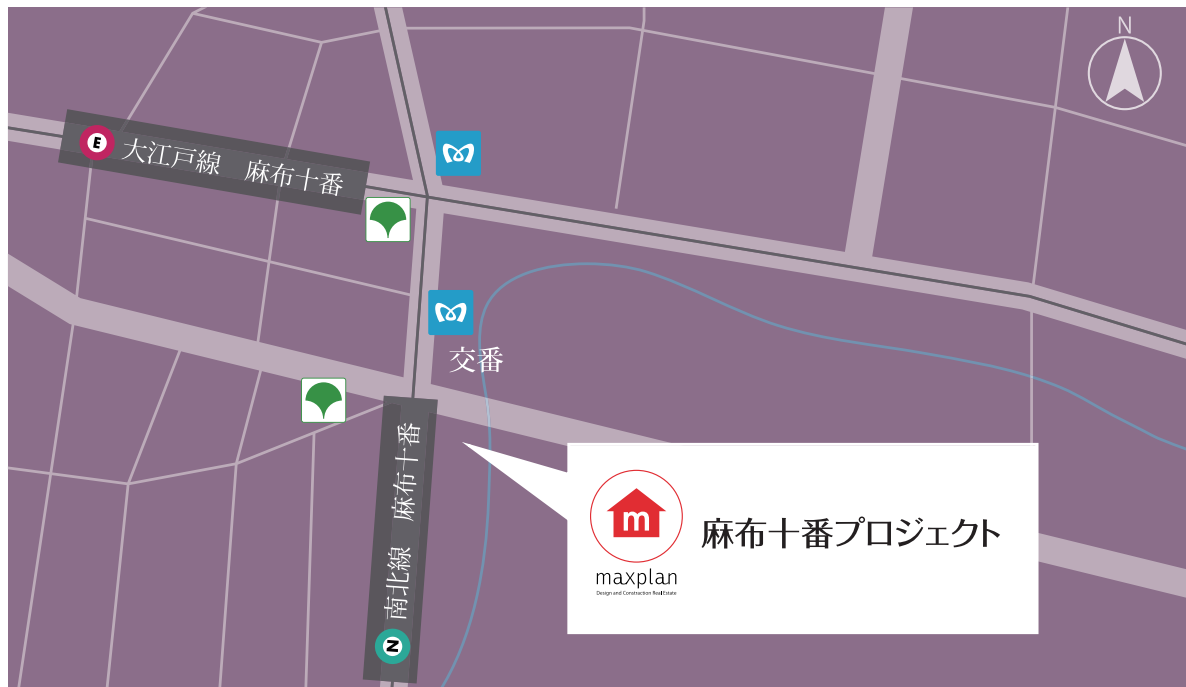 N
E 大江戸線 麻布十番
交番
南北線 麻布十番
N
m
麻布十番プロジェクト
maxplan
Design and Constraction Real Estate